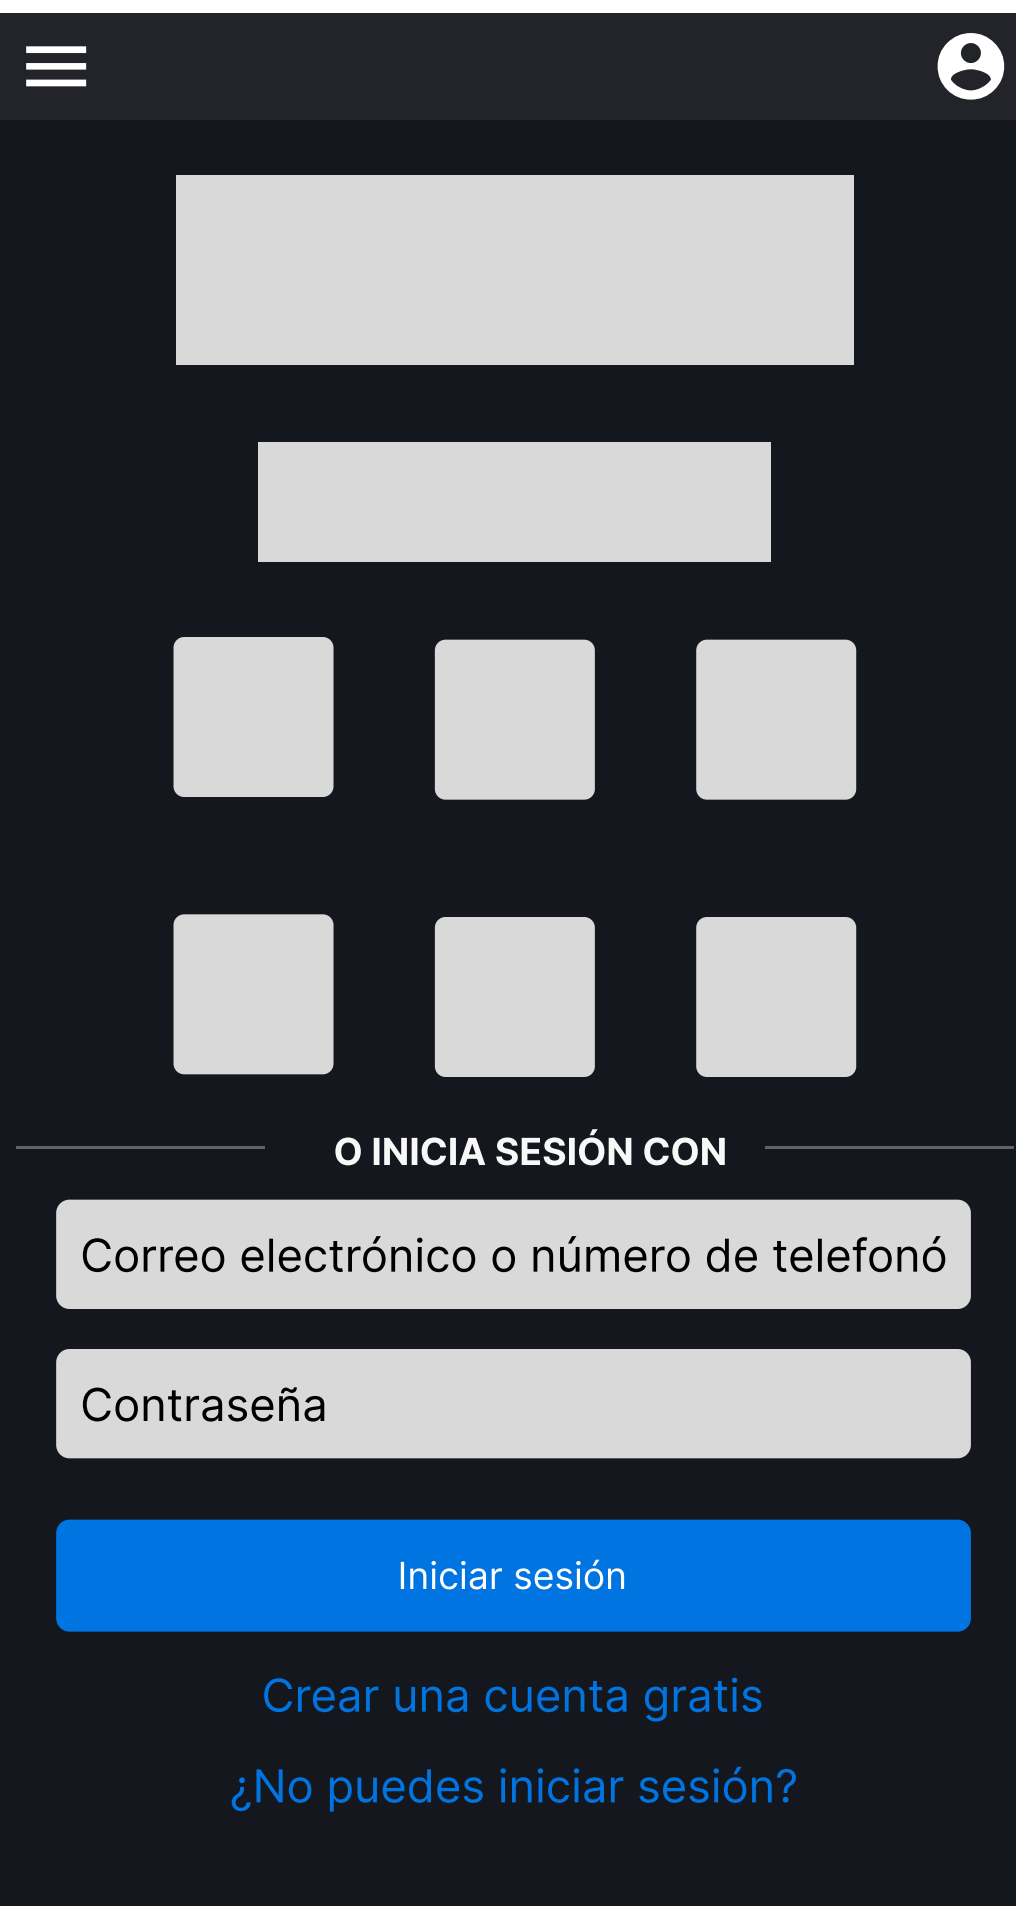 O INICIA SESIÓN CON
Correo electrónico o número de telefonó
Contraseña
Iniciar sesión
Crear una cuenta gratis
¿No puedes iniciar sesión?